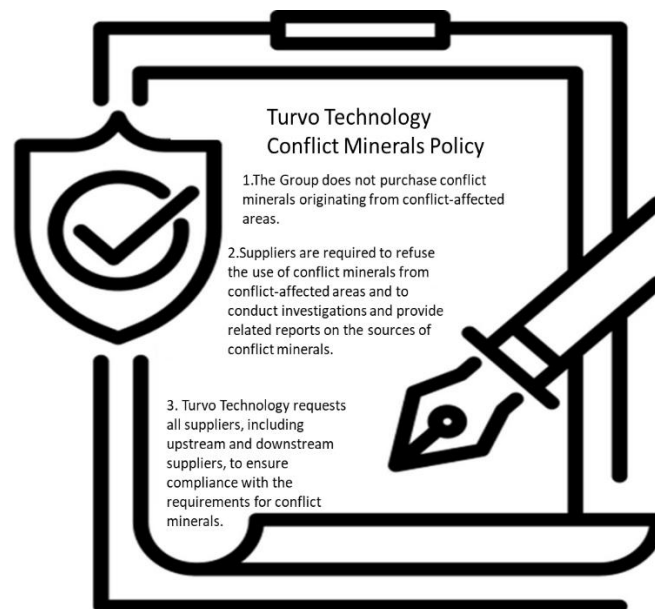 Turvo Technology
Conflict Minerals Policy
1.The Group does not purchase conflict
minerals originating from conflict-affected
areas.
2.Suppliers are required to refuse
the use of conflict minerals from
conflict-affected areas and to
conduct investigations and provide
related reports on the sources of
conflict minerals.
3. Turvo Technology requests
all suppliers, including
upstream and downstream
suppliers, to ensure
compliance with the
requirements for conflict
minerals.